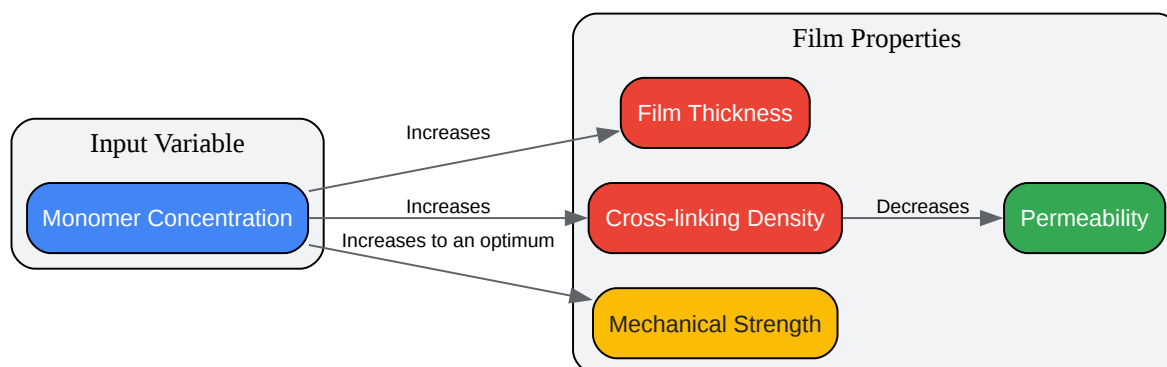 Film Properties
Input Variable
Increases
Film Thickness
Monomer Concentration
Increases
Cross-linking Density
Decreases
Permeability
Increases to an optimum
Mechanical Strength